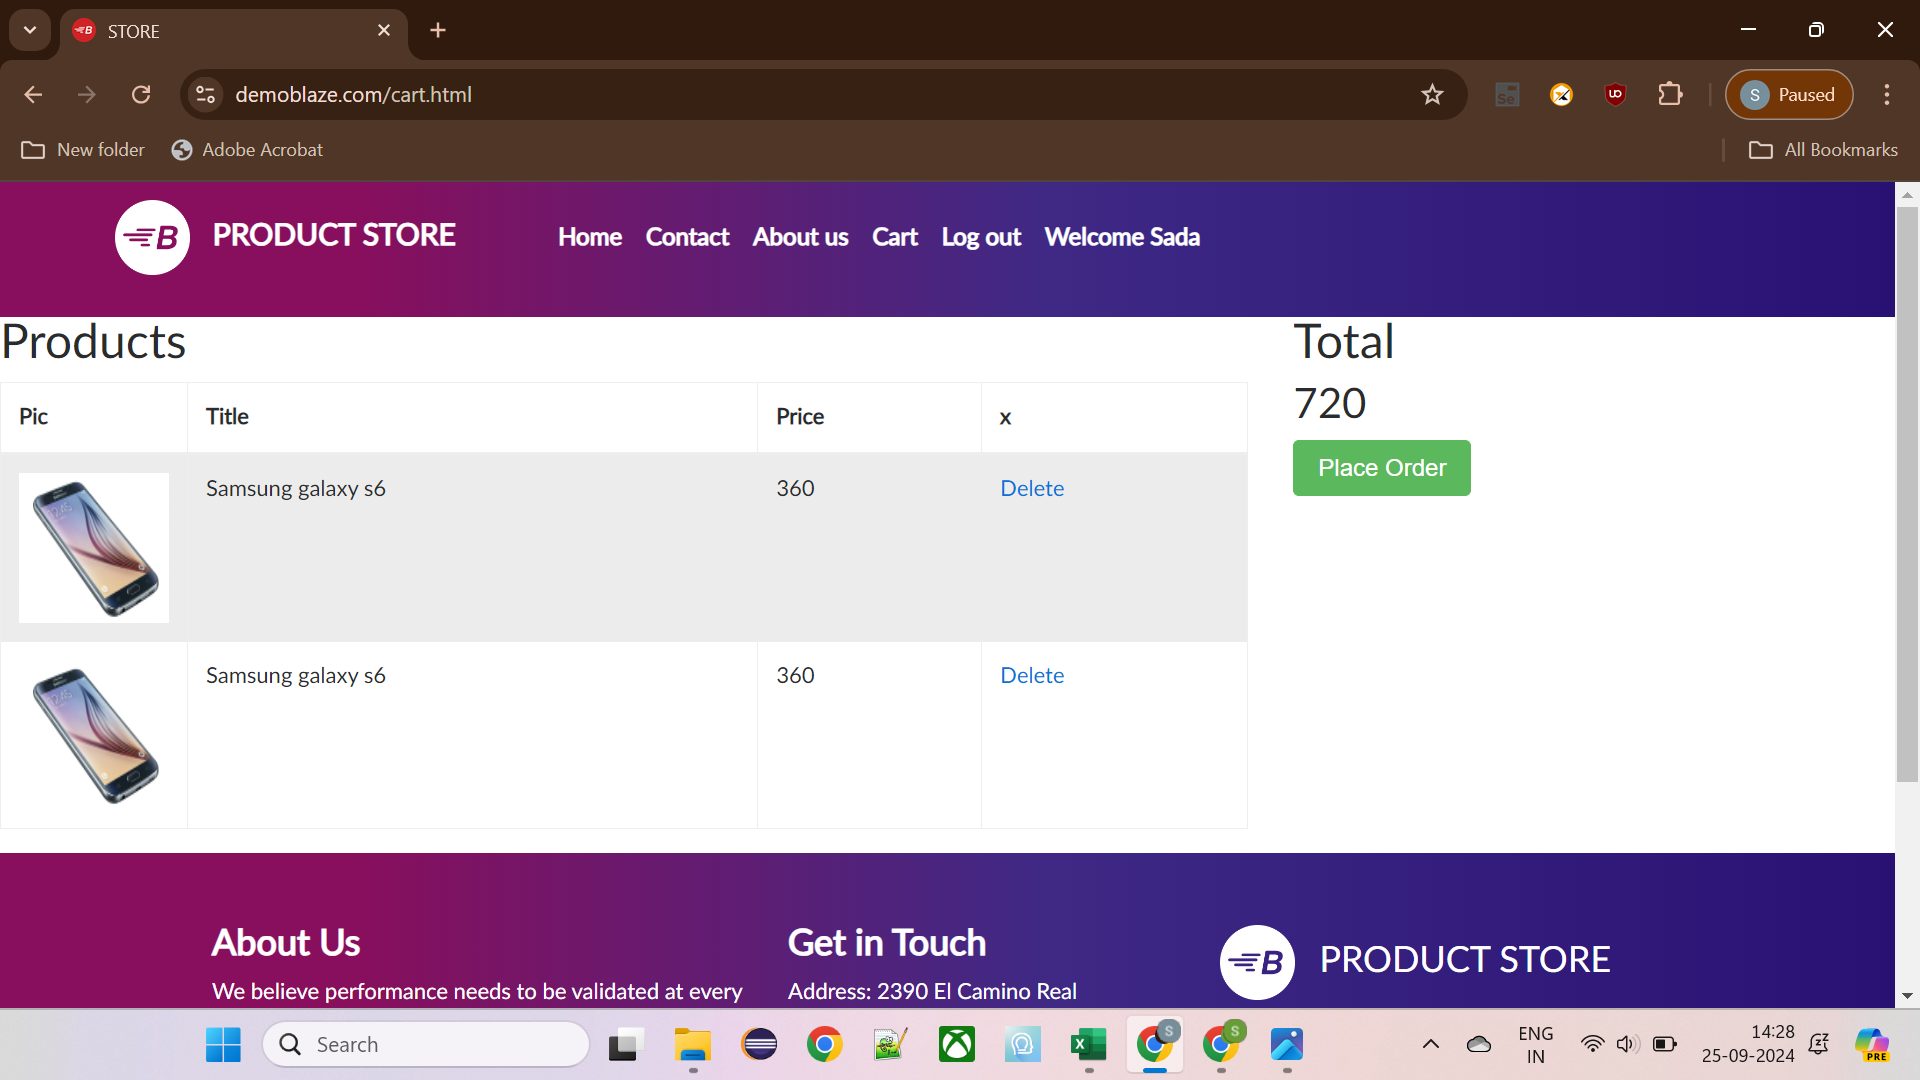 STORE
demoblaze.com/cart.html
Se
S Paused
New folder
Adobe Acrobat
All Bookmarks
B PRODUCT STORE
Home Contact About us Cart Log out Welcome Sada
Products
Total
720
Place Order
Pic Title Price x
Samsung galaxy s6 360 Delete
Samsung galaxy s6 360 Delete
About Us
We believe performance needs to be validated at every
Get in Touch
Address: 2390 El Camino Real
B PRODUCT STORE
Search
S
S
ENG
IN
14:28
25-09-2024
PRE